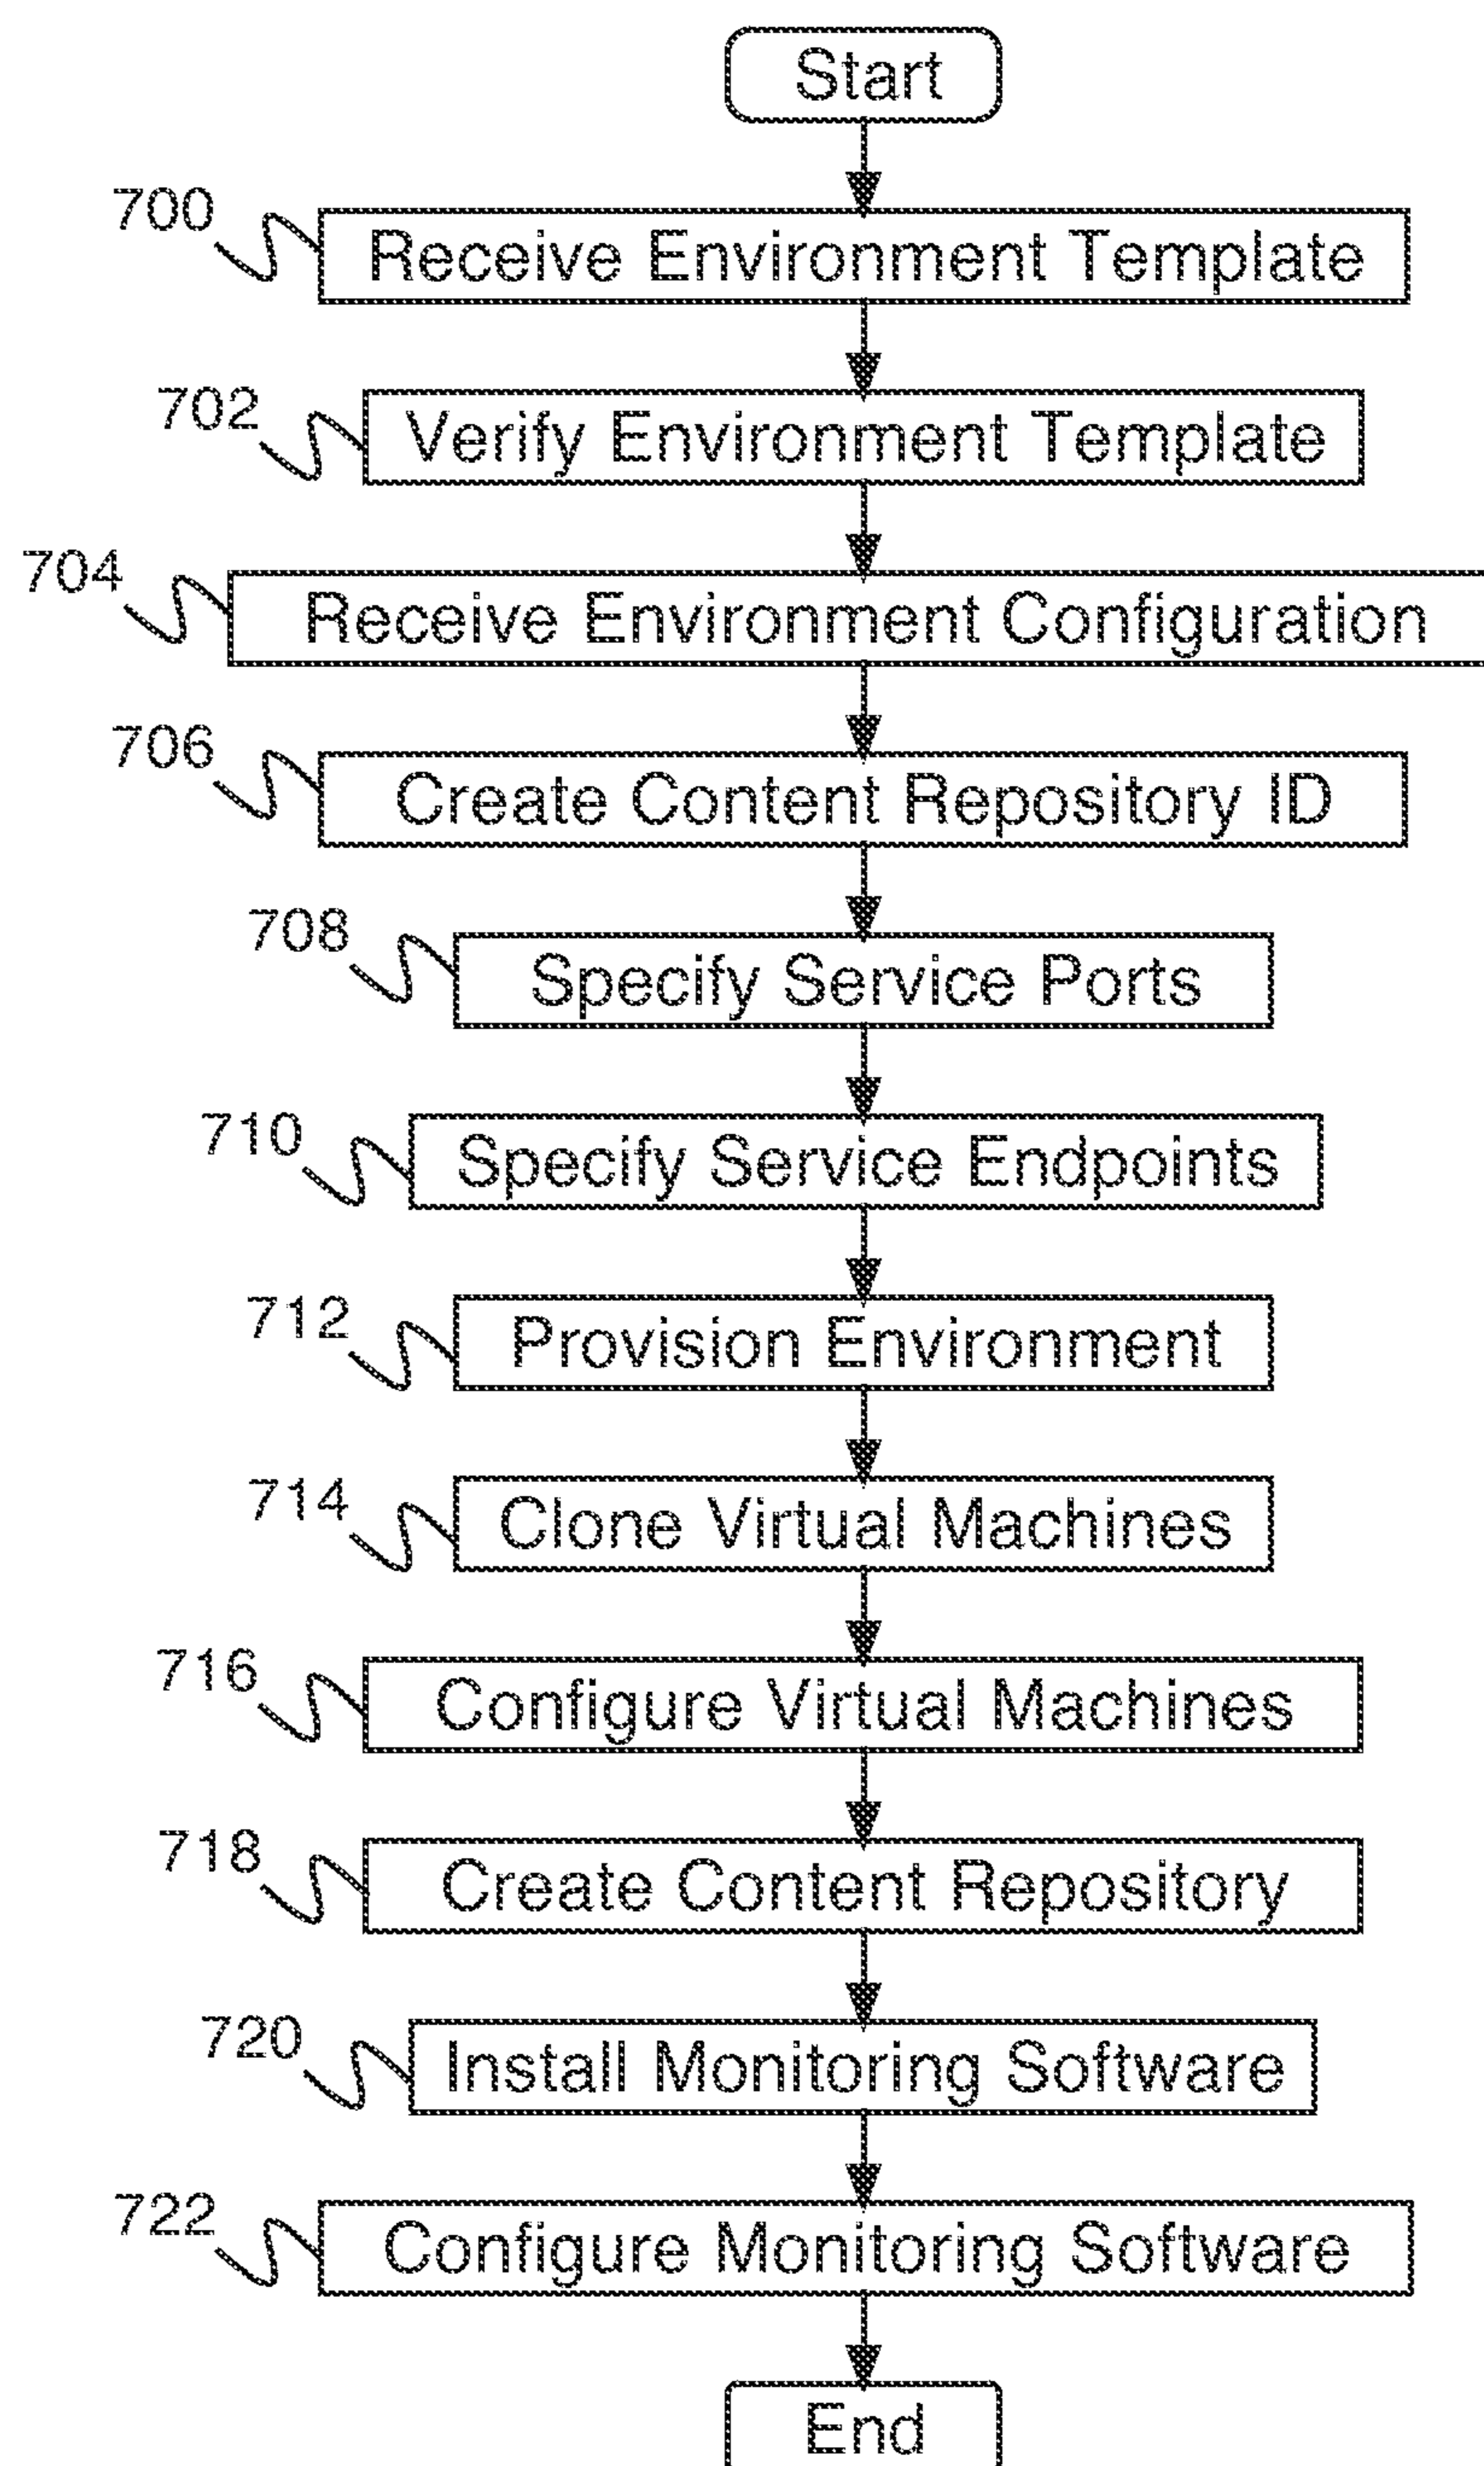 Start
700
Receive Environment Template
702
Verify Environment Template
704
Receive Environment Configuration
706
Create Content Repository ID
708
Specify Service Ports
710
Specify Service Endpoints
712
Provision Environment
714
Clone Virtual Machines
716
Configure Virtual Machines
718
Create Content Repository
720
Install Monitoring Software
722
Configure Monitoring Software
End